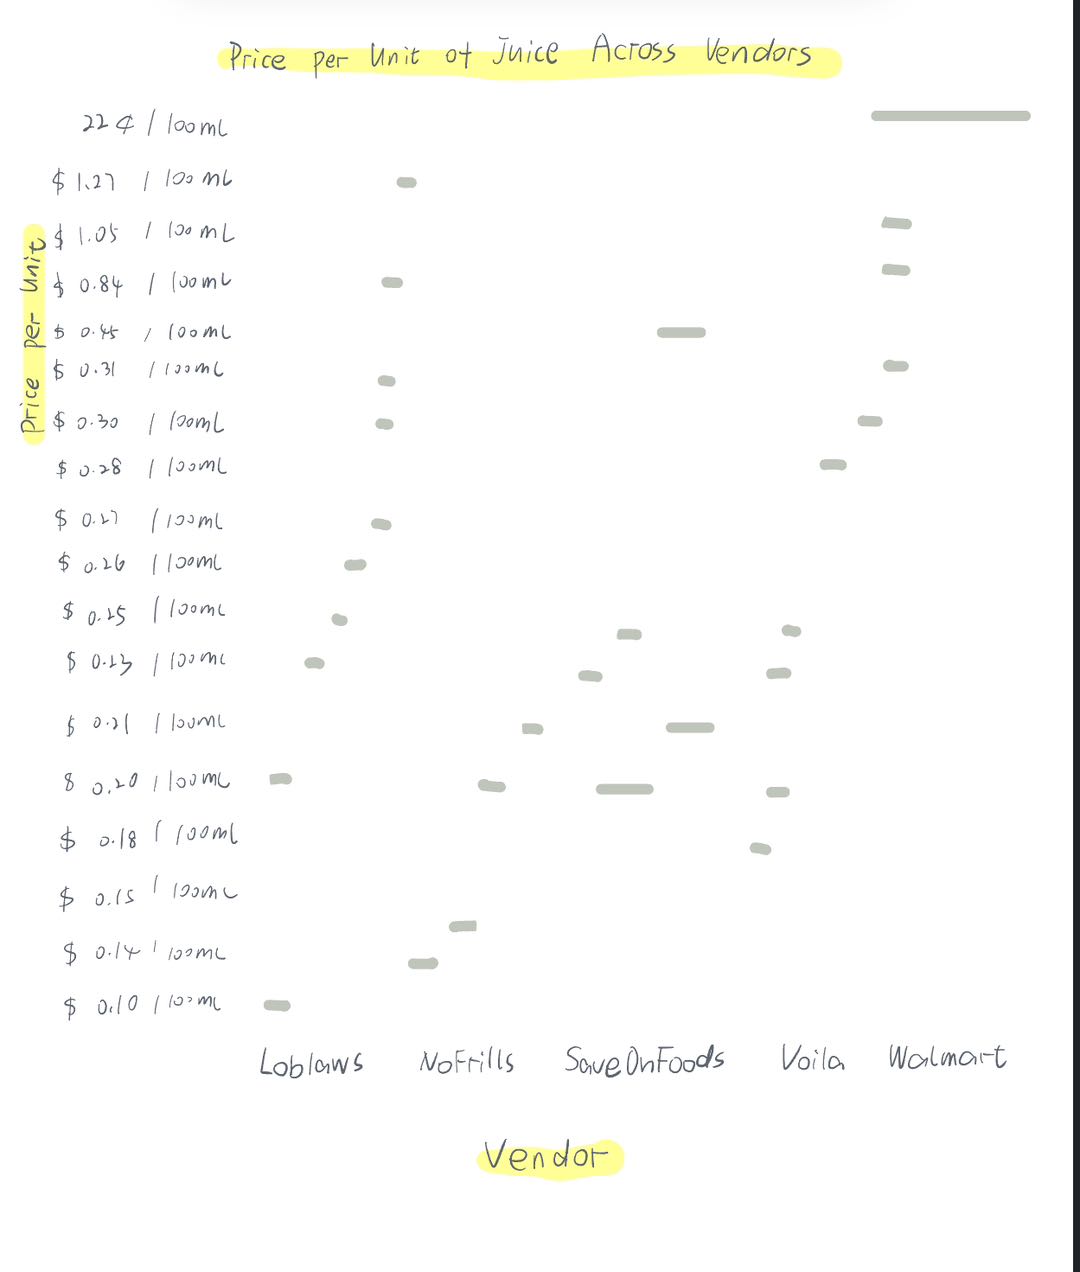 Price per Unit of Juice Across Vendors
22¢ / 100mL
$ 1.27 / 100 mL
$ 1.05 / 100 mL
$ 0.84 / 100mL
$ 0.45 / 100mL
$ 0.31 / 100mL
$ 0.30 / 100mL
$ 0.28 / 100mL
$ 0.27 / 100mL
$ 0.26 / 100mL
$ 0.25 / 100mL
$ 0.23 / 100mL
$ 0.21 / 100mL
$ 0.20 / 100mL
$ 0.18 / 100mL
$ 0.15 / 100mL
$ 0.14 / 100mL
$ 0.10 / 100mL
Price per Unit
Loblaws NoFrills SaveOnFoods Voila Walmart
Vendor